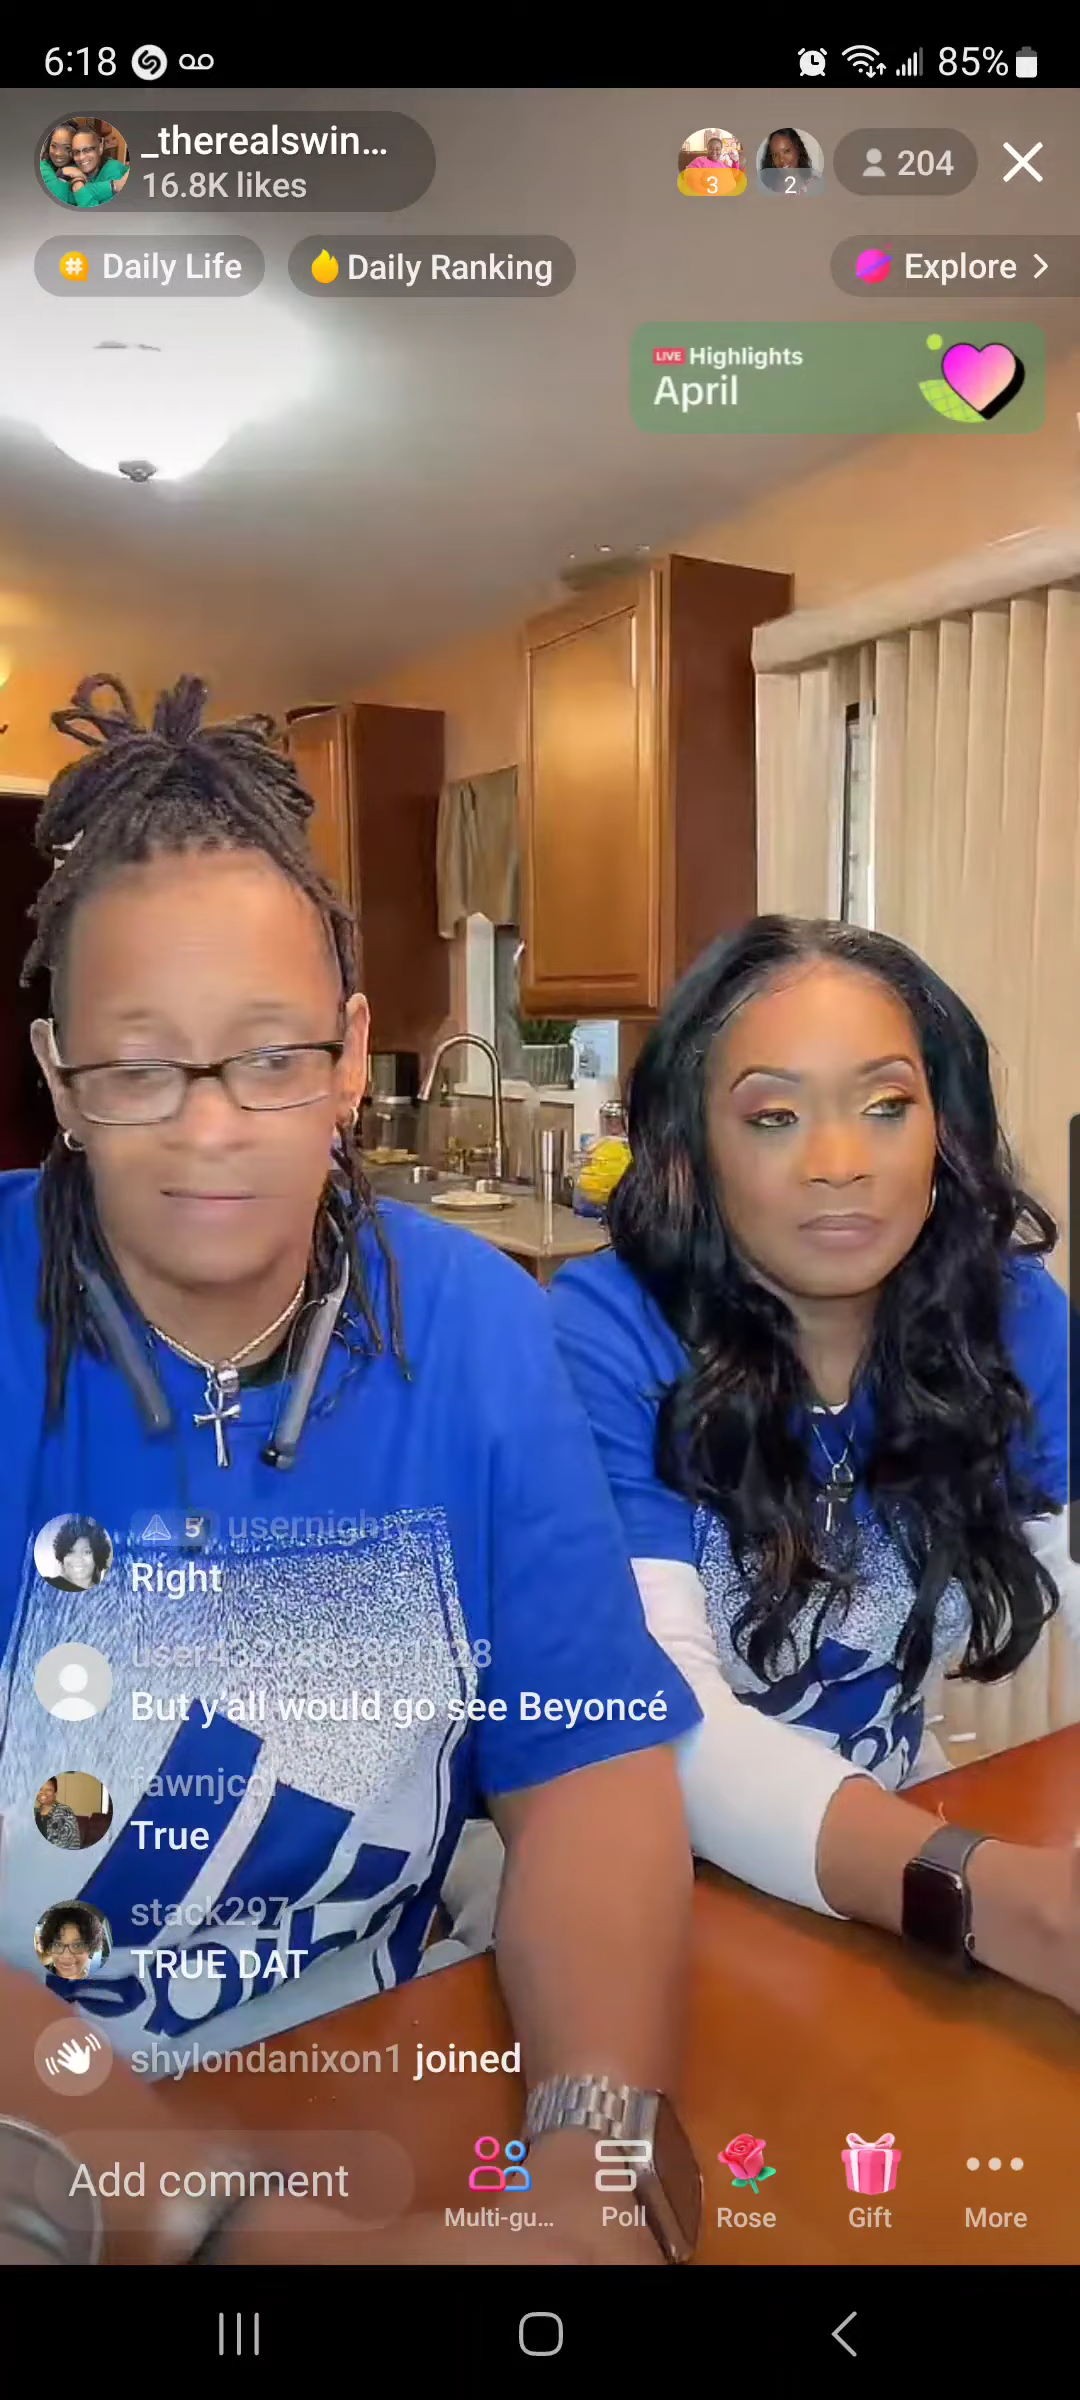 6:18
85%
_therealswin...
16.8K likes
3
2
204
Daily Life
Daily Ranking
Explore
LIVE Highlights
April
5
Right
But y'all would go see Beyoncé
fawnjcol
True
stack297
TRUE DAT
shylondanixon1 joined
Add comment
Multi-gu...
Poll
Rose
Gift
More